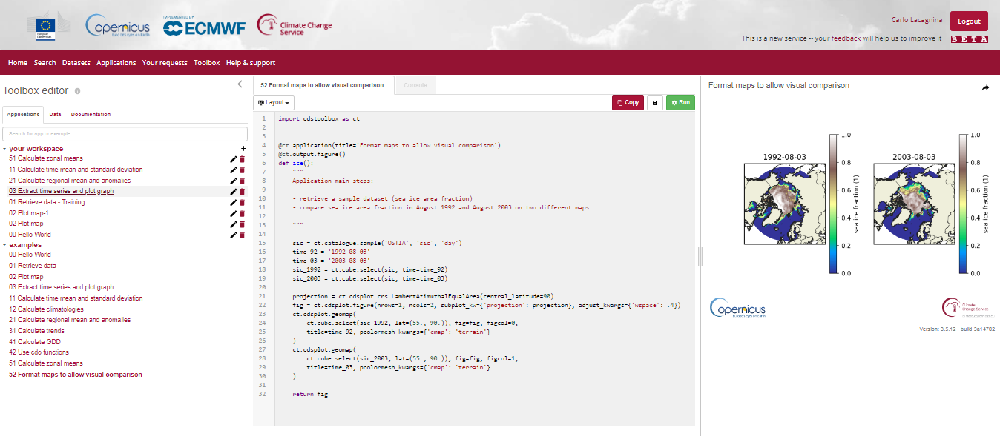 European
Commission
opernicus
Europe's eyes on Earth
IMPLEMENTED BY
ECMWF
Climate Change
Service
Carlo Lacagnina
Logout
This is a new service -- your feedback will help us to improve it
BETA
Home Search Datasets Applications Your requests Toolbox Help & support
Toolbox editor
Applications Data Documentation
Search for app or example
- your workspace +
51 Calculate zonal means
11 Calculate time mean and standard deviation
21 Calculate regional mean and anomalies
03 Extract time series and plot graph
01 Retrieve data - Training
02 Plot map-1
02 Plot map
00 Hello World
- examples
00 Hello World
01 Retrieve data
02 Plot map
03 Extract time series and plot graph
11 Calculate time mean and standard deviation
12 Calculate climatologies
21 Calculate regional mean and anomalies
31 Calculate trends
41 Calculate GDD
42 Use cdo functions
51 Calculate zonal means
52 Format maps to allow visual comparison
52 Format maps to allow visual comparison Console
Layout Copy Run
1 import cdstoolbox as ct
2
3
4 @ct.application(title='Format maps to allow visual comparison')
5 @ct.output.figure()
6 def ice():
7 """
8 Application main steps:
9
10 - retrieve a sample dataset (sea ice area fraction)
11 - compare sea ice area fraction in August 1992 and August 2003 on two different maps.
12
13 """
14
15 sic = ct.catalogue.sample('OSTIA', 'sic', 'day')
16 time_92 = '1992-08-03'
17 time_03 = '2003-08-03'
18 sic_1992 = ct.cube.select(sic, time=time_92)
19 sic_2003 = ct.cube.select(sic, time=time_03)
20
21 projection = ct.cdsplot.crs.LambertAzimuthalEqualArea(central_latitude=90)
22 fig = ct.cdsplot.figure(nrows=1, ncols=2, subplot_kw={'projection': projection}, adjust_kwargs={'wspace': .4})
23 ct.cdsplot.geomap(
24 ct.cube.select(sic_1992, lat=(55., 90.)), fig=fig, figcol=0,
25 title=time_92, pcolormesh_kwargs={'cmap': 'terrain'}
26 )
27 ct.cdsplot.geomap(
28 ct.cube.select(sic_2003, lat=(55., 90.)), fig=fig, figcol=1,
29 title=time_03, pcolormesh_kwargs={'cmap': 'terrain'}
30 )
31
32 return fig
Format maps to allow visual comparison
1992-08-03
1.0
0.8
0.6
0.4
0.2
0.0
sea ice fraction (1)
2003-08-03
1.0
0.8
0.6
0.4
0.2
0.0
sea ice fraction (1)
opernicus
Europe's eyes on Earth
Climate
Change Service
climate.copernicus.eu
Version: 3.5.12 - build 3a14702